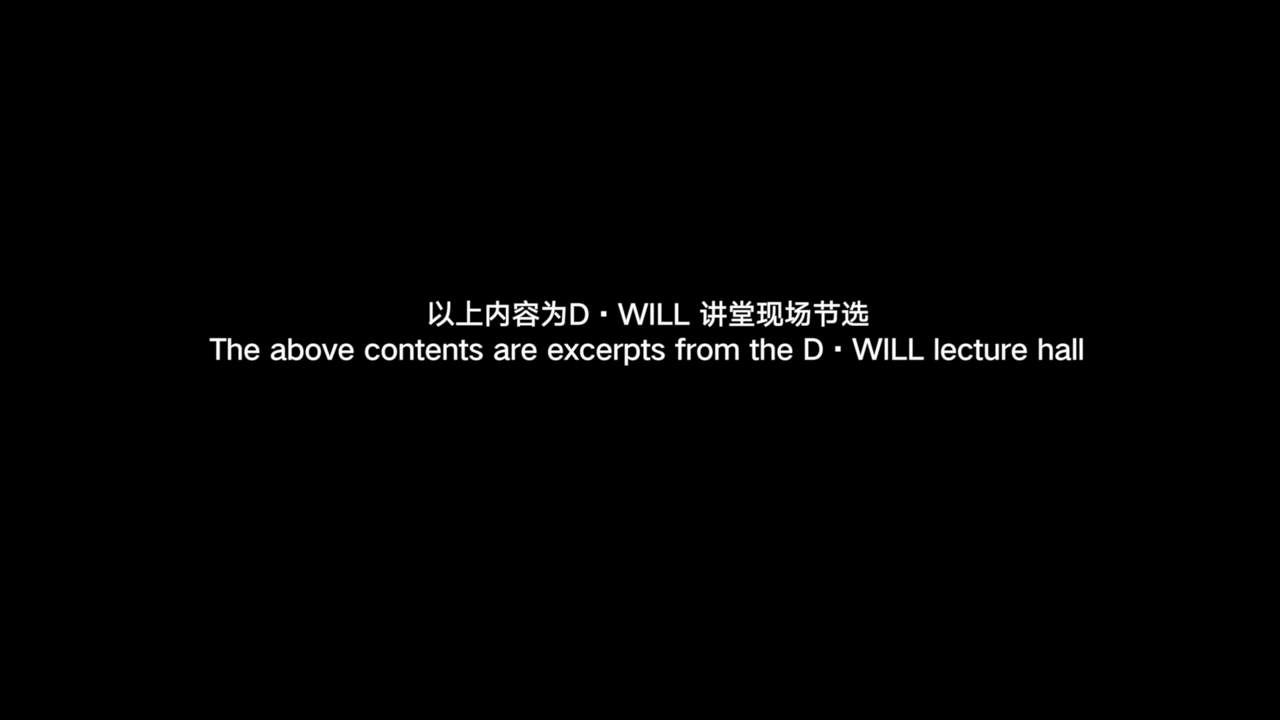 以上内容为D·WILL 讲堂现场节选
The above contents are excerpts from the D·WILL lecture hall